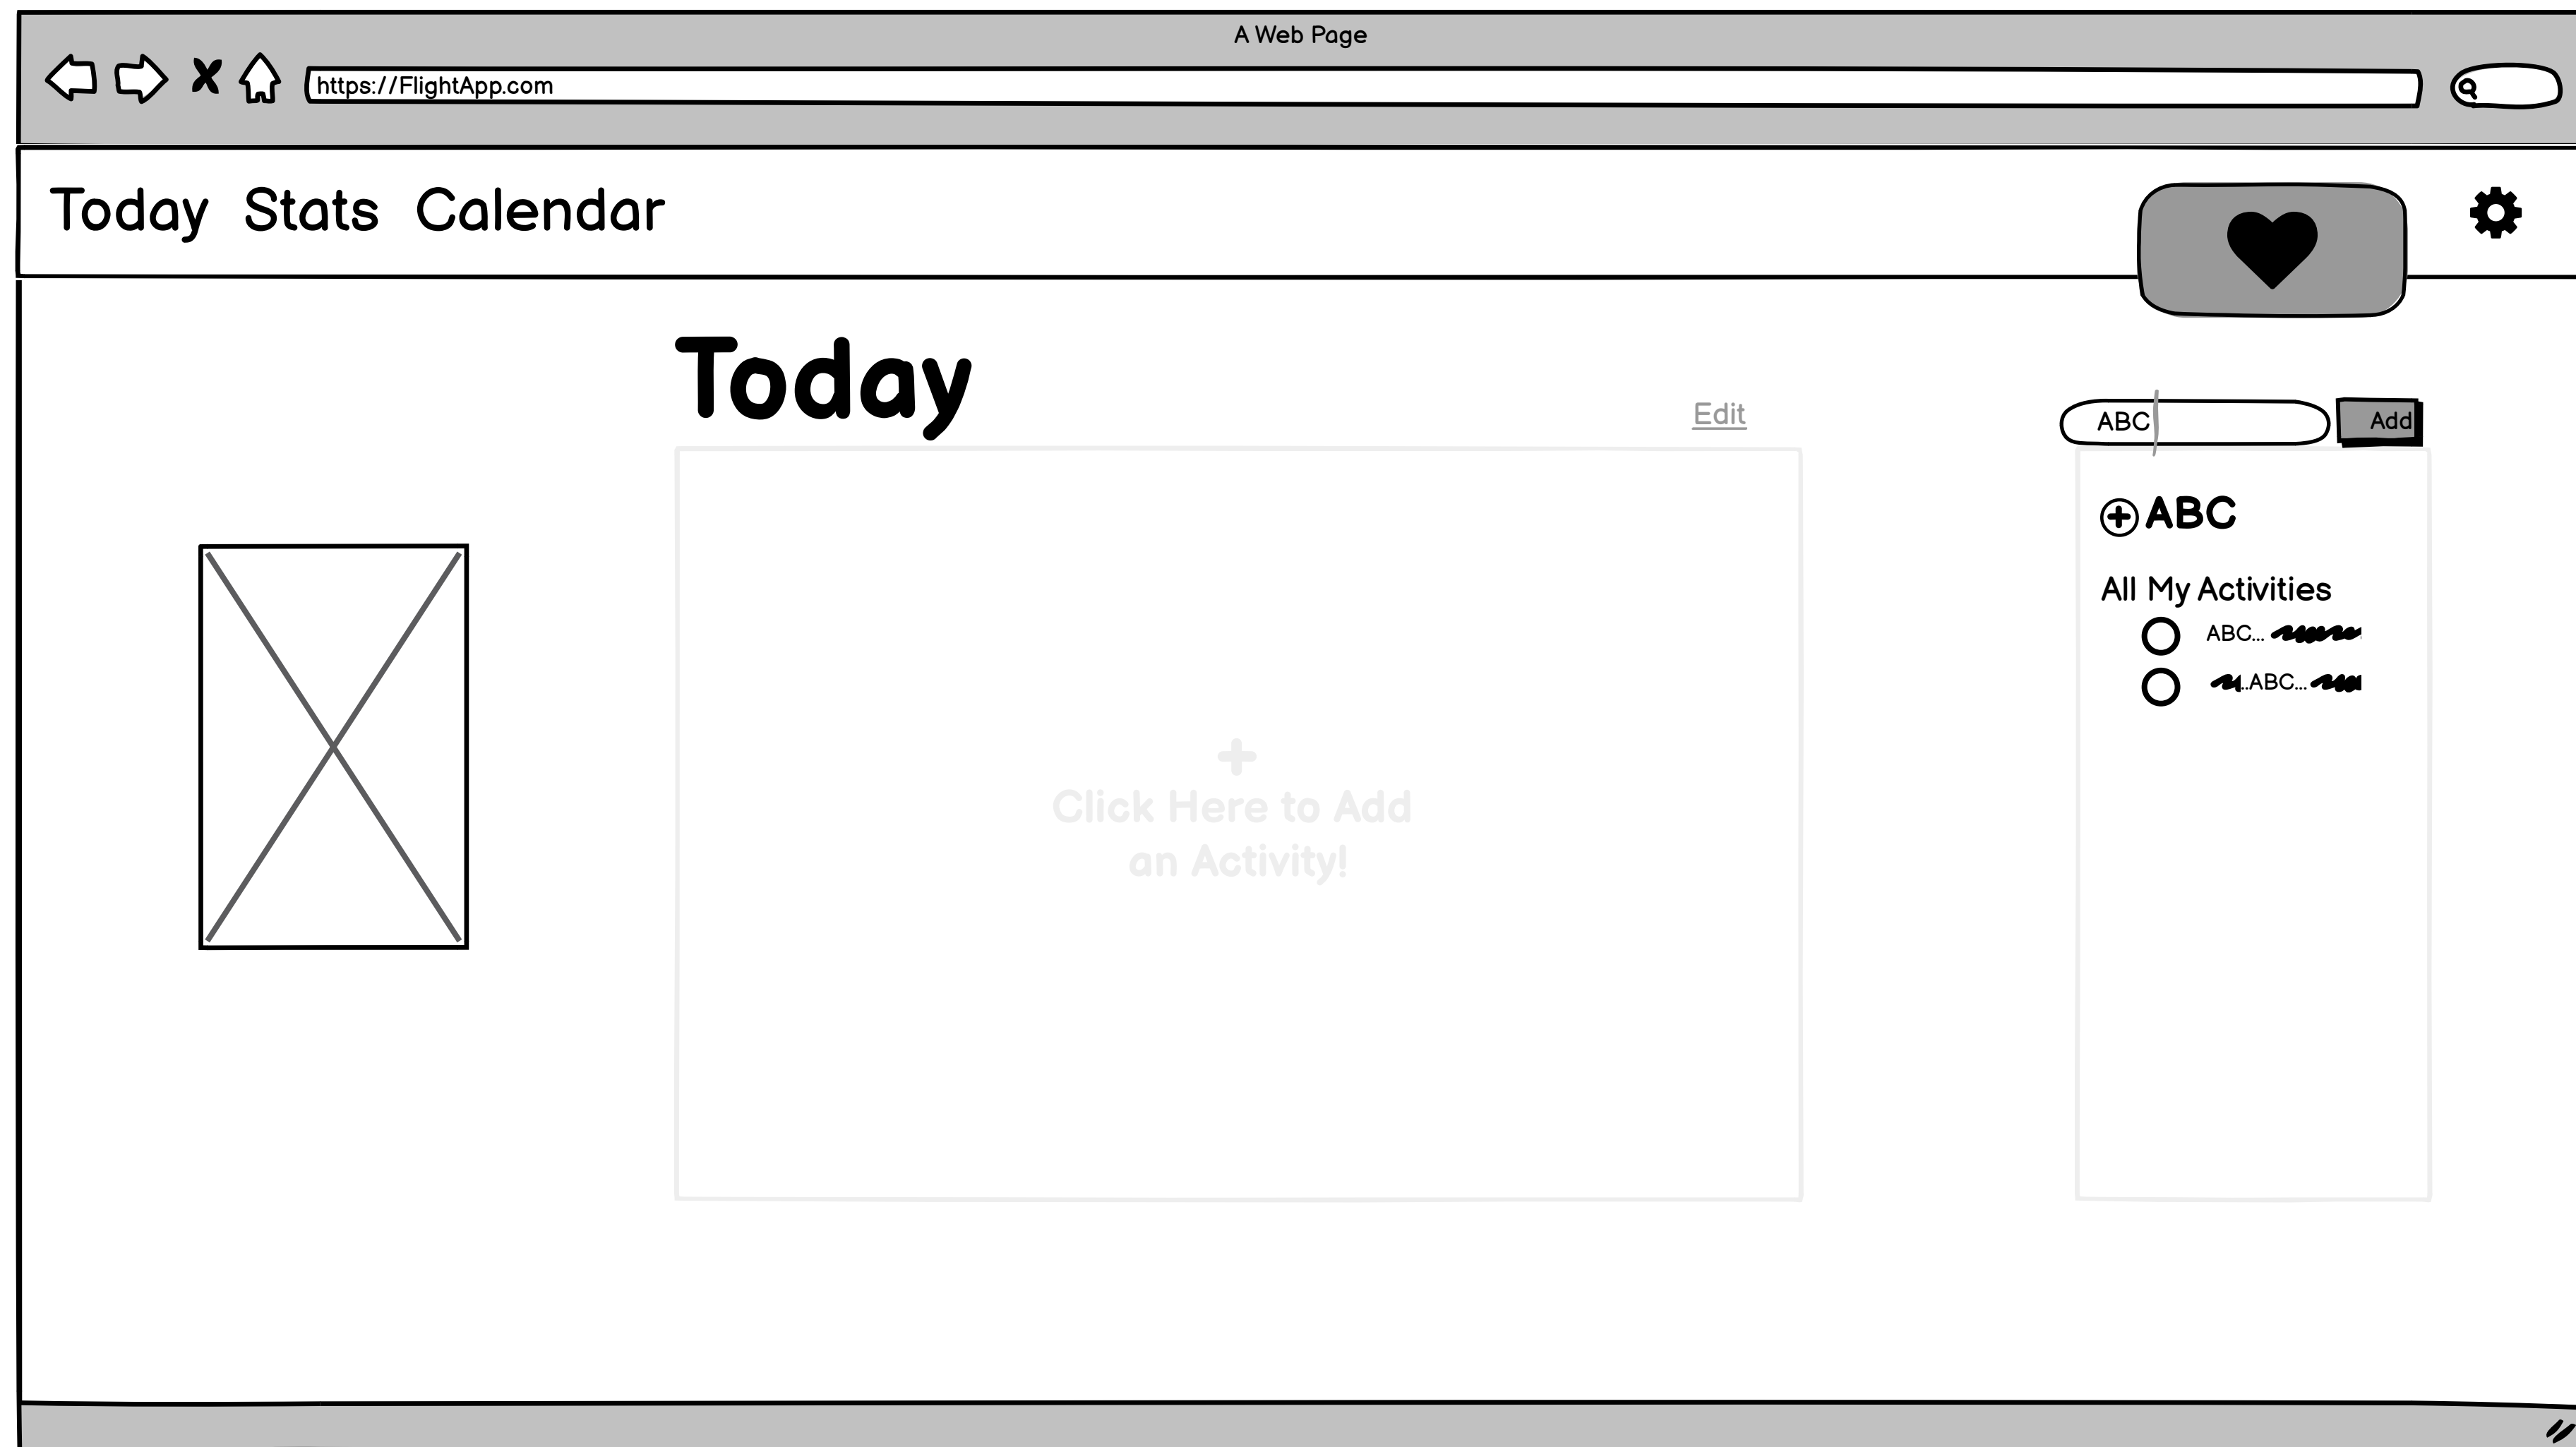 A Web Page
https://FlightApp.com
Today Stats Calendar
Today
Edit
ABC
Add
ABC
All My Activities
ABC...
..ABC...
Click Here to Add
an Activity!